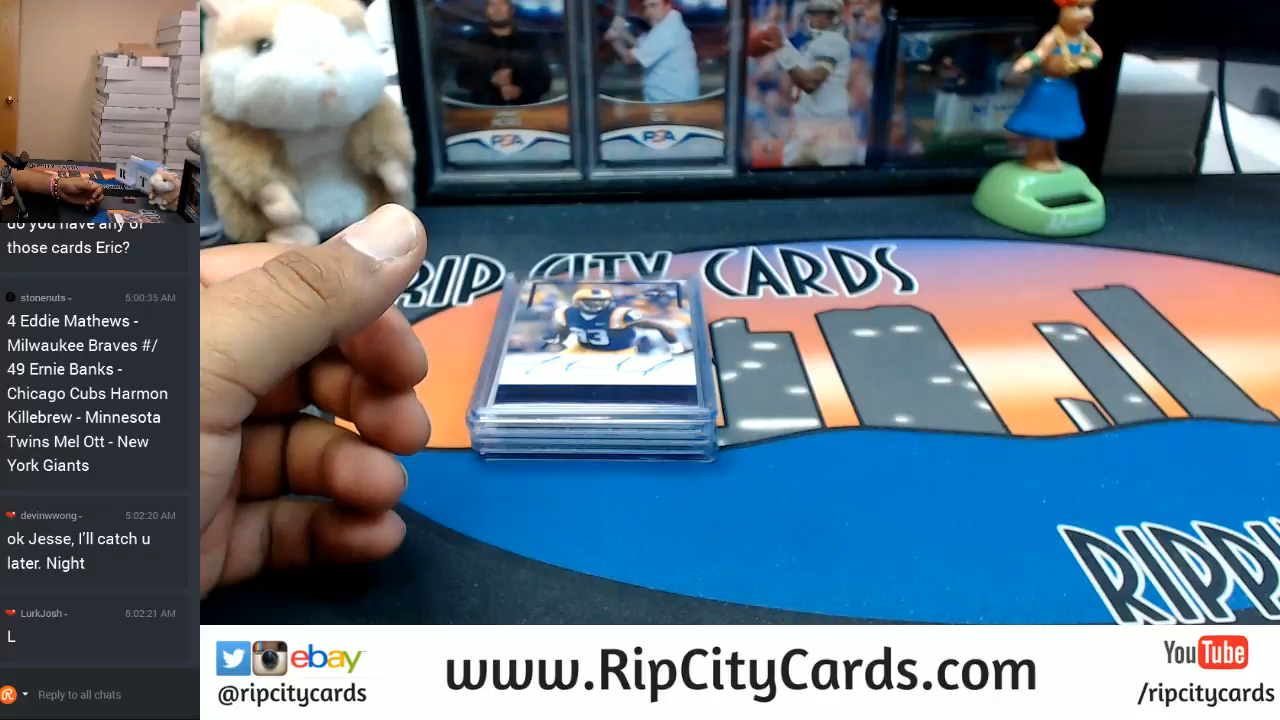 do you have any of
those cards Eric?
stonenuts - 5:00:35 AM
4 Eddie Mathews -
Milwaukee Braves #/
49 Ernie Banks -
Chicago Cubs Harmon
Killebrew - Minnesota
Twins Mel Ott - New
York Giants
devinwwong - 5:02:20 AM
ok Jesse, I'll catch u
later. Night
LurkJosh - 5:02:21 AM
L
Reply to all chats
PSA
PSA
RIP CITY CARDS
33
RIPPI
ebay
@ripcitycards
www.RipCityCards.com
YouTube
/ripcitycards